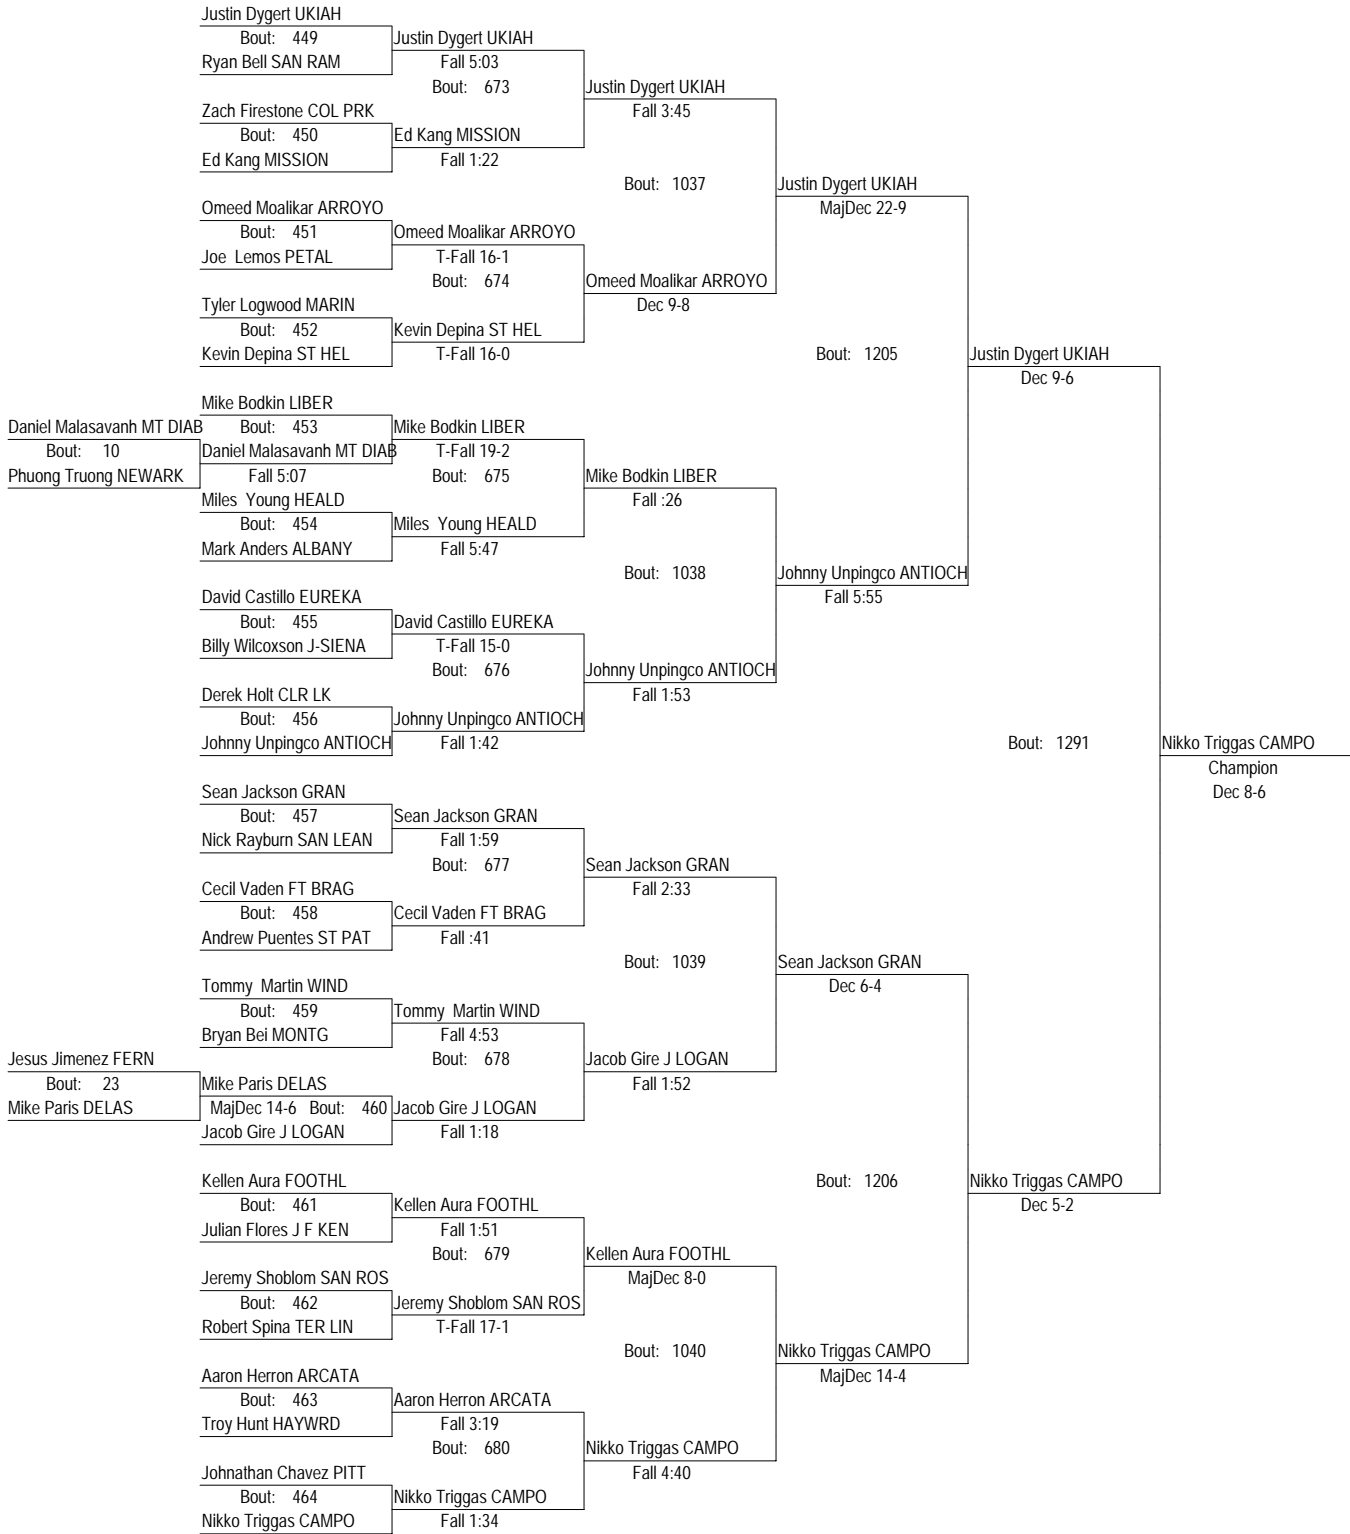 Justin Dygert UKIAH
Bout: 449
Justin Dygert UKIAH
Ryan Bell SAN RAM
Fall 5:03
Bout: 673
Justin Dygert UKIAH
Zach Firestone COL PRK
Fall 3:45
Bout: 450
Ed Kang MISSION
Ed Kang MISSION
Fall 1:22
Bout: 1037
Justin Dygert UKIAH
Omeed Moalikar ARROYO
MajDec 22-9
Bout: 451
Omeed Moalikar ARROYO
Joe Lemos PETAL
T-Fall 16-1
Bout: 674
Omeed Moalikar ARROYO
Tyler Logwood MARIN
Dec 9-8
Bout: 452
Kevin Depina ST HEL
Kevin Depina ST HEL
T-Fall 16-0
Bout: 1205
Justin Dygert UKIAH
Dec 9-6
Mike Bodkin LIBER
Daniel Malasavanh MT DIAB
Bout: 453
Mike Bodkin LIBER
Bout: 10
Daniel Malasavanh MT DIAB
T-Fall 19-2
Phuong Truong NEWARK
Fall 5:07
Bout: 675
Mike Bodkin LIBER
Miles Young HEALD
Fall :26
Bout: 454
Miles Young HEALD
Mark Anders ALBANY
Fall 5:47
Bout: 1038
Johnny Unpingco ANTIOCH
David Castillo EUREKA
Fall 5:55
Bout: 455
David Castillo EUREKA
Billy Wilcoxson J-SIENA
T-Fall 15-0
Bout: 676
Johnny Unpingco ANTIOCH
Derek Holt CLR LK
Fall 1:53
Bout: 456
Johnny Unpingco ANTIOCH
Johnny Unpingco ANTIOCH
Fall 1:42
Bout: 1291
Nikko Triggas CAMPO
Champion
Dec 8-6
Sean Jackson GRAN
Bout: 457
Sean Jackson GRAN
Nick Rayburn SAN LEAN
Fall 1:59
Bout: 677
Sean Jackson GRAN
Cecil Vaden FT BRAG
Fall 2:33
Bout: 458
Cecil Vaden FT BRAG
Andrew Puentes ST PAT
Fall :41
Bout: 1039
Sean Jackson GRAN
Tommy Martin WIND
Dec 6-4
Bout: 459
Tommy Martin WIND
Bryan Bei MONTG
Fall 4:53
Jesus Jimenez FERN
Bout: 678
Jacob Gire J LOGAN
Bout: 23
Mike Paris DELAS
Fall 1:52
Mike Paris DELAS
MajDec 14-6 Bout: 460
Jacob Gire J LOGAN
Jacob Gire J LOGAN
Fall 1:18
Kellen Aura FOOTHL
Bout: 1206
Nikko Triggas CAMPO
Bout: 461
Kellen Aura FOOTHL
Dec 5-2
Julian Flores J F KEN
Fall 1:51
Bout: 679
Kellen Aura FOOTHL
Jeremy Shoblom SAN ROS
MajDec 8-0
Bout: 462
Jeremy Shoblom SAN ROS
Robert Spina TER LIN
T-Fall 17-1
Bout: 1040
Nikko Triggas CAMPO
Aaron Herron ARCATA
MajDec 14-4
Bout: 463
Aaron Herron ARCATA
Troy Hunt HAYWRD
Fall 3:19
Bout: 680
Nikko Triggas CAMPO
Johnathan Chavez PITT
Fall 4:40
Bout: 464
Nikko Triggas CAMPO
Nikko Triggas CAMPO
Fall 1:34